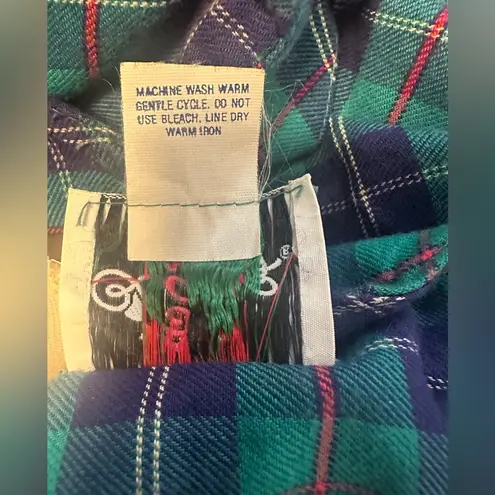 MACHINE WASH WARM
GENTLE CYCLE. DO NOT
USE BLEACH. LINE DRY
WARM IRON
®